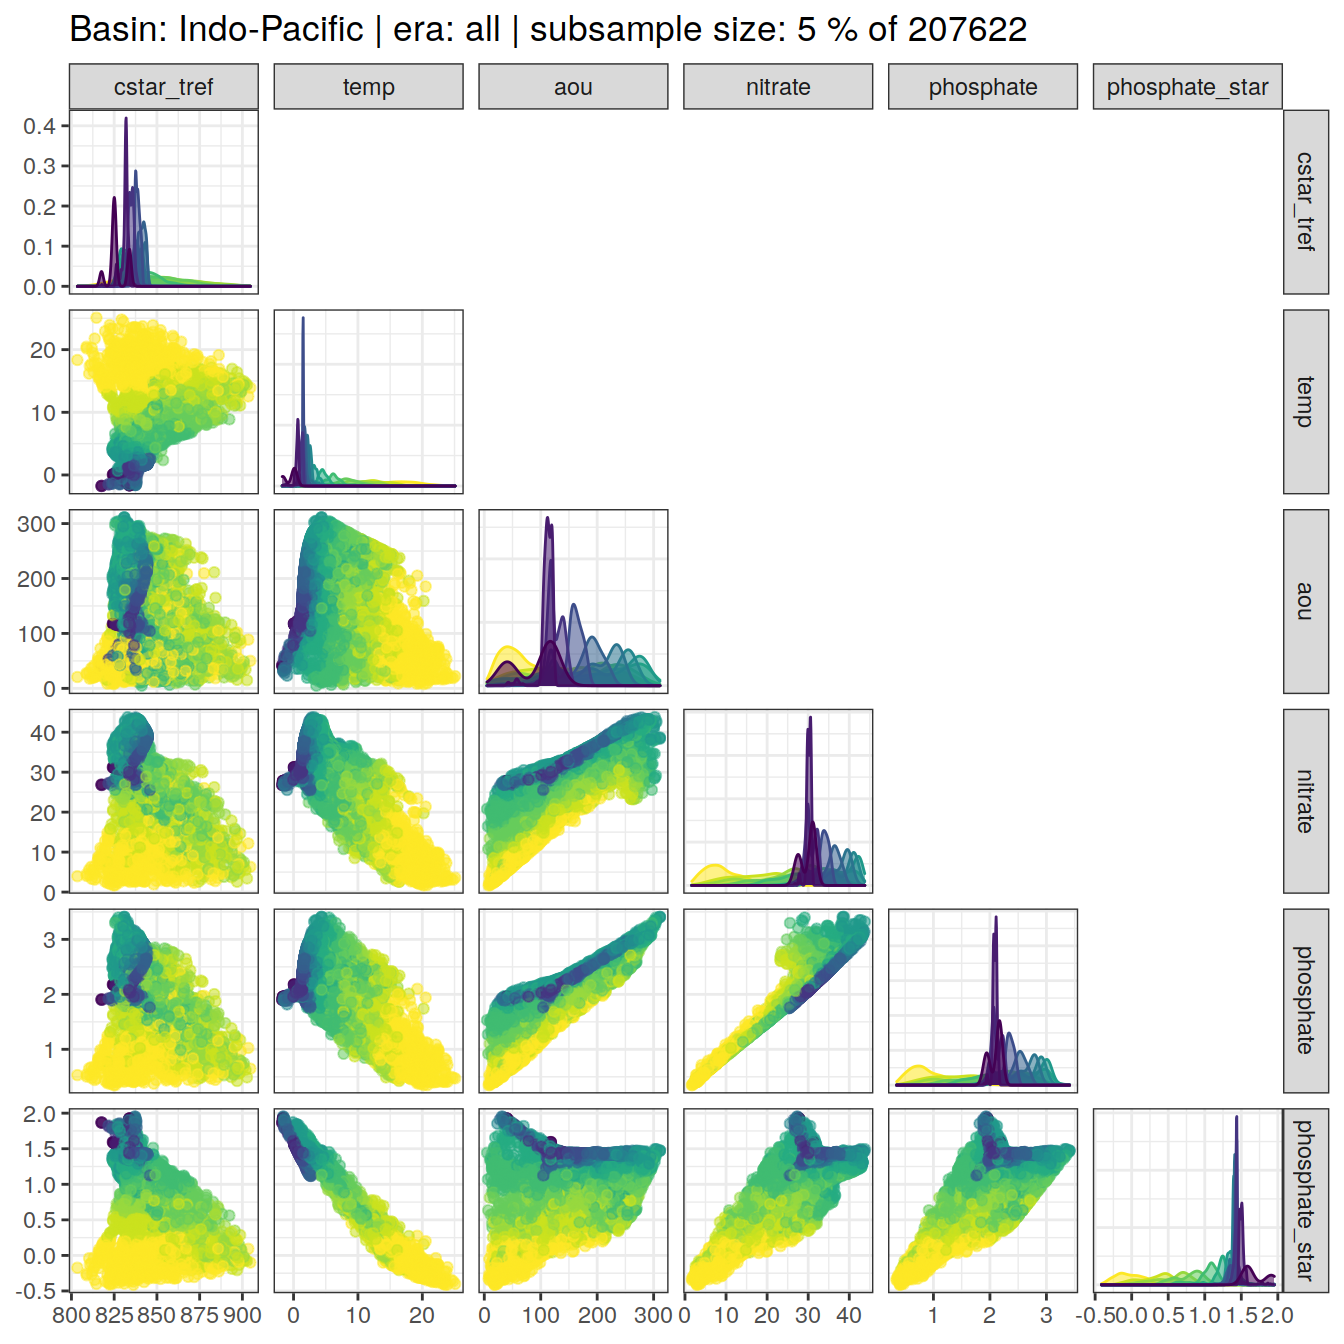 Basin: Indo-Pacific | era: all | subsample size: 5 % of 207622
cstar_tref temp aou nitrate phosphate phosphate_star
0.4
0.3
0.2
0.1
0.0
cstar_tref
20
10
0
temp
300
200
100
0
aou
40
30
20
10
0
nitrate
3
2
1
phosphate
2.0
1.5
1.0
0.5
0.0
-0.5
phosphate_star
800 825 850 875 900 0 10 20 0 100 200 300 0 10 20 30 40 1 2 3 -0.5 0.0 0.5 1.0 1.5 2.0